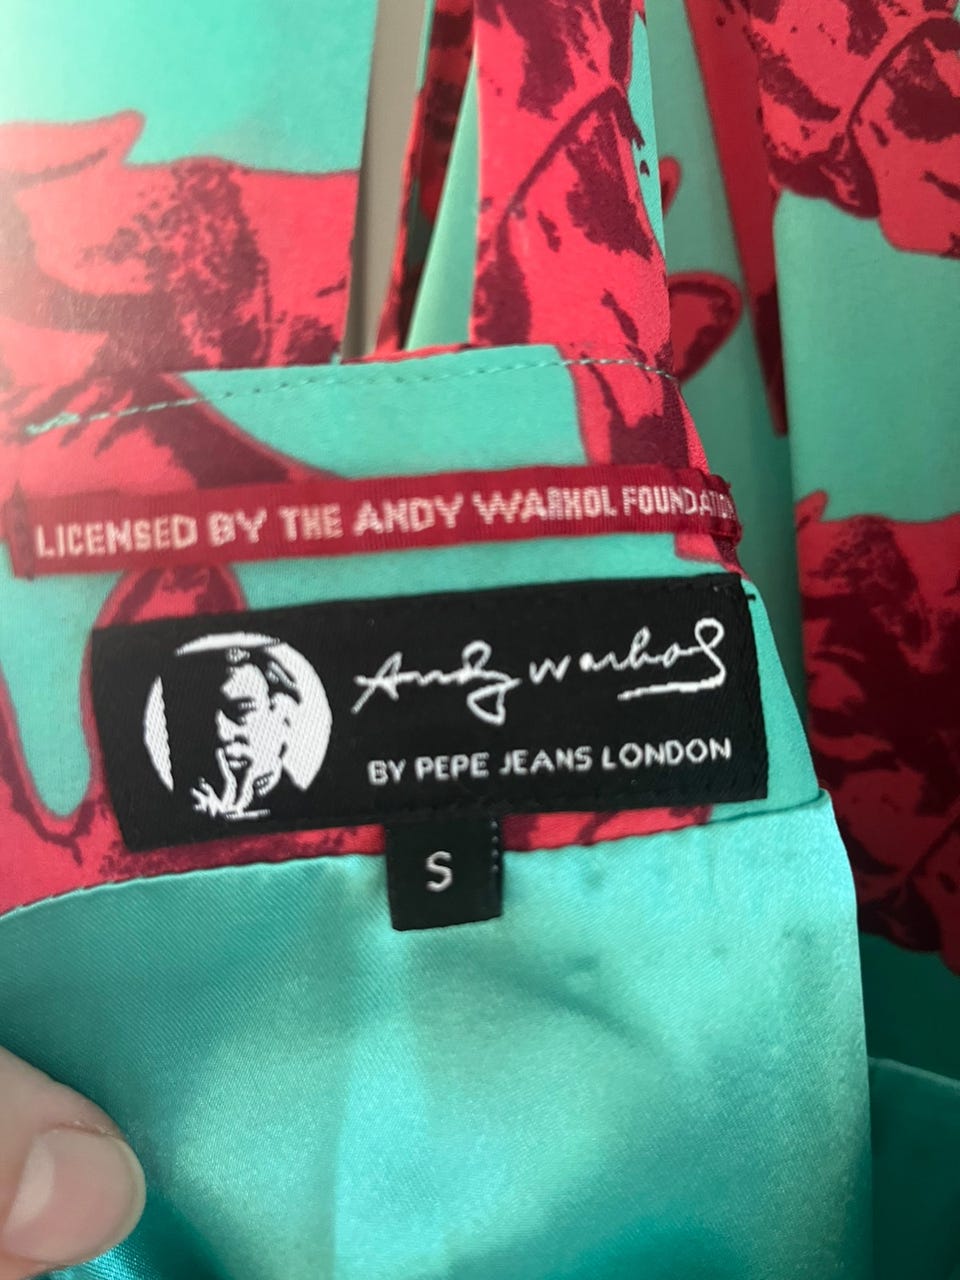 LICENSED BY THE ANDY WARHOL FOUNDATION
Andy Warhol
BY PEPE JEANS LONDON
S